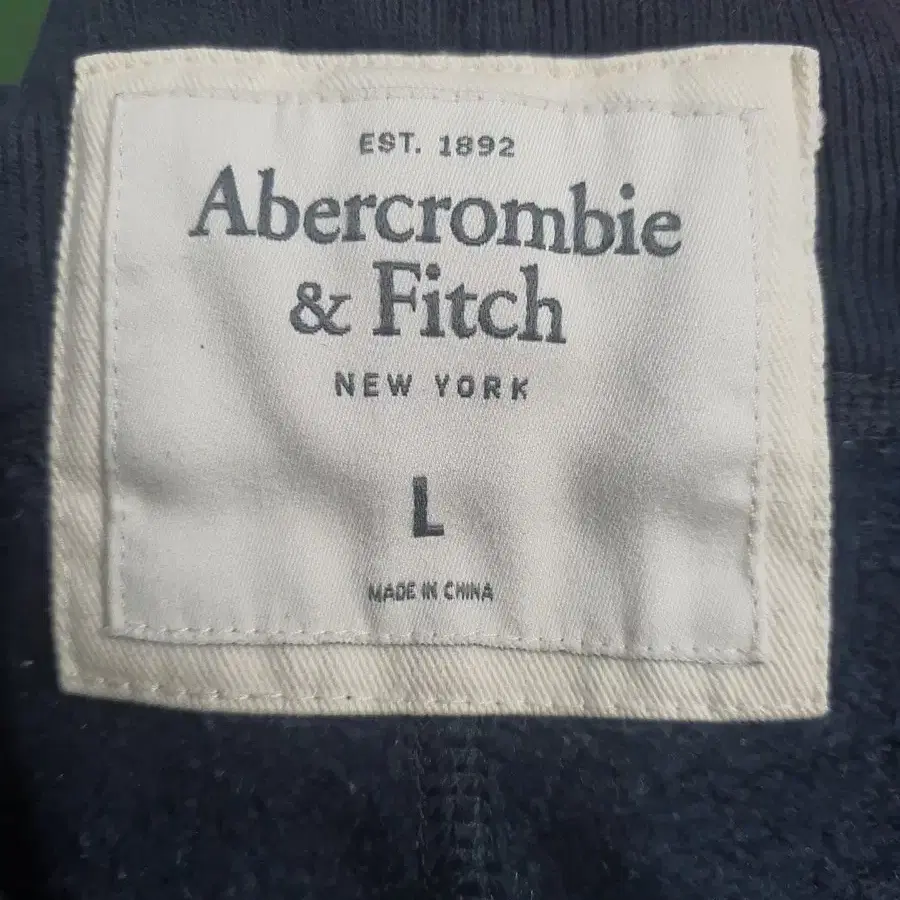 EST. 1892
Abercrombie
& Fitch
NEW YORK
L
MADE IN CHINA